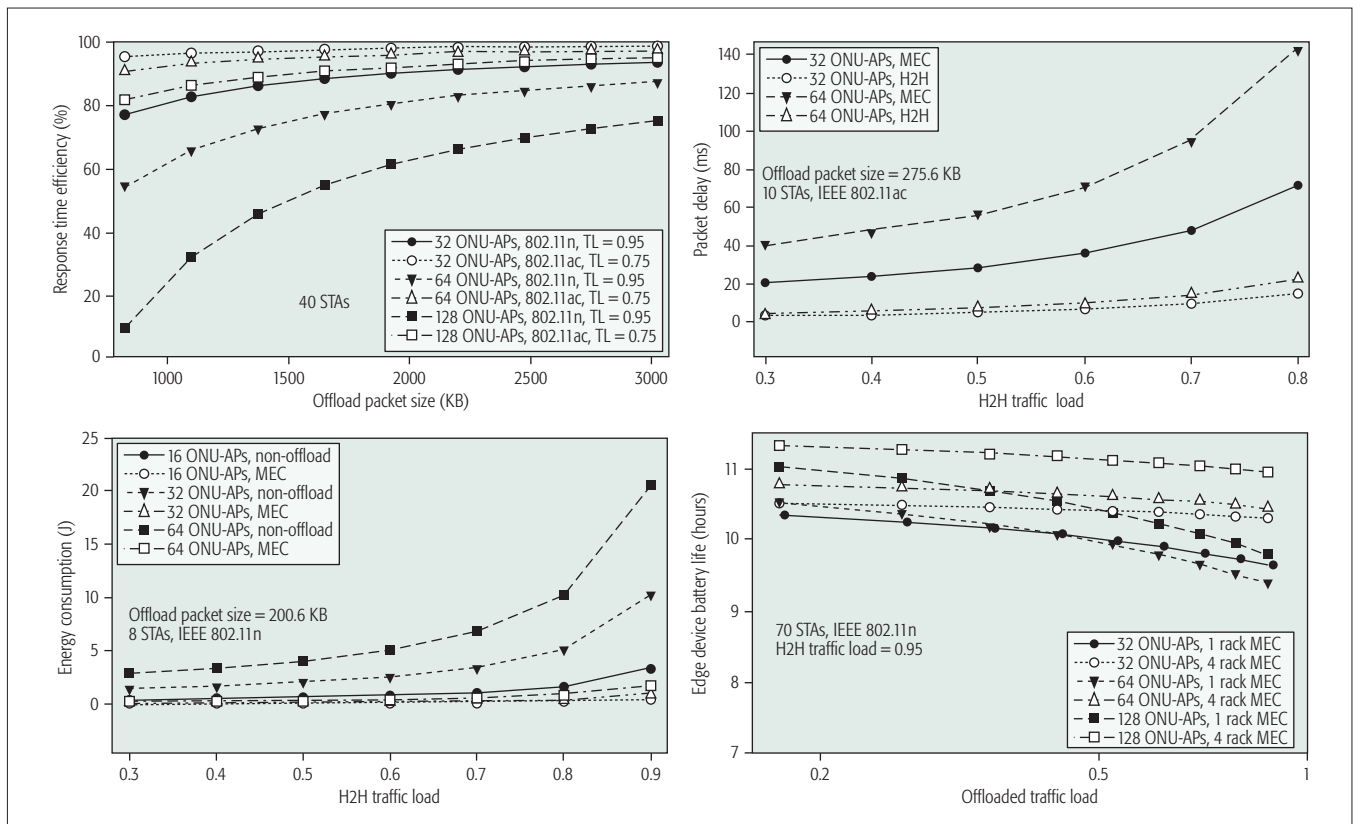 100
80
60
40
20
0
Response time efficiency (%)
40 STAs
32 ONU-APs, 802.11n, TL = 0.95
32 ONU-APs, 802.11ac, TL = 0.75
64 ONU-APs, 802.11n, TL = 0.95
64 ONU-APs, 802.11ac, TL = 0.75
128 ONU-APs, 802.11n, TL = 0.95
128 ONU-APs, 802.11ac, TL = 0.75
1000 1500 2000 2500 3000
Offload packet size (KB)
140
120
100
80
60
40
20
0
Packet delay (ms)
32 ONU-APs, MEC
32 ONU-APs, H2H
64 ONU-APs, MEC
64 ONU-APs, H2H
Offload packet size = 275.6 KB
10 STAs, IEEE 802.11ac
0.3 0.4 0.5 0.6 0.7 0.8
H2H traffic load
25
20
15
10
5
0
Energy consumption (J)
16 ONU-APs, non-offload
16 ONU-APs, MEC
32 ONU-APs, non-offload
32 ONU-APs, MEC
64 ONU-APs, non-offload
64 ONU-APs, MEC
Offload packet size = 200.6 KB
8 STAs, IEEE 802.11n
0.3 0.4 0.5 0.6 0.7 0.8 0.9
H2H traffic load
11
10
9
8
7
Edge device battery life (hours)
70 STAs, IEEE 802.11n
H2H traffic load = 0.95
32 ONU-APs, 1 rack MEC
32 ONU-APs, 4 rack MEC
64 ONU-APs, 1 rack MEC
64 ONU-APs, 4 rack MEC
128 ONU-APs, 1 rack MEC
128 ONU-APs, 4 rack MEC
0.2 0.5 1
Offloaded traffic load